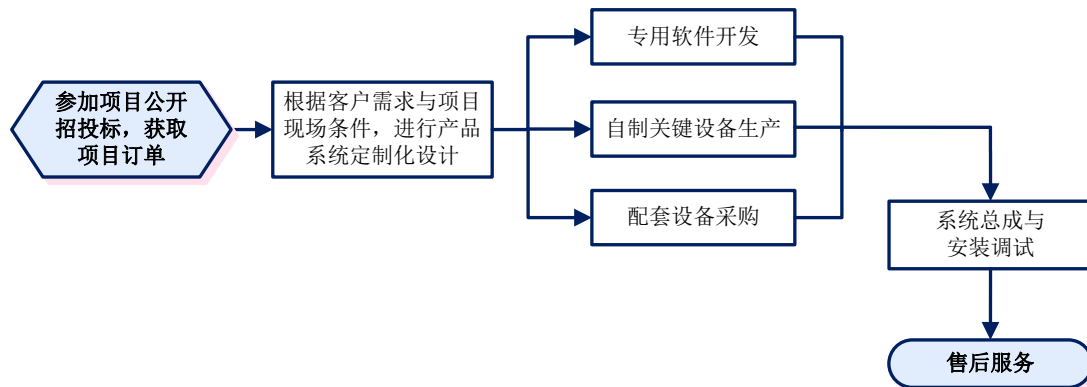 参加项目公开
招投标，获取
项目订单
根据客户需求与项目
现场条件，进行产品
系统定制化设计
专用软件开发
自制关键设备生产
配套设备采购
系统总成与
安装调试
售后服务